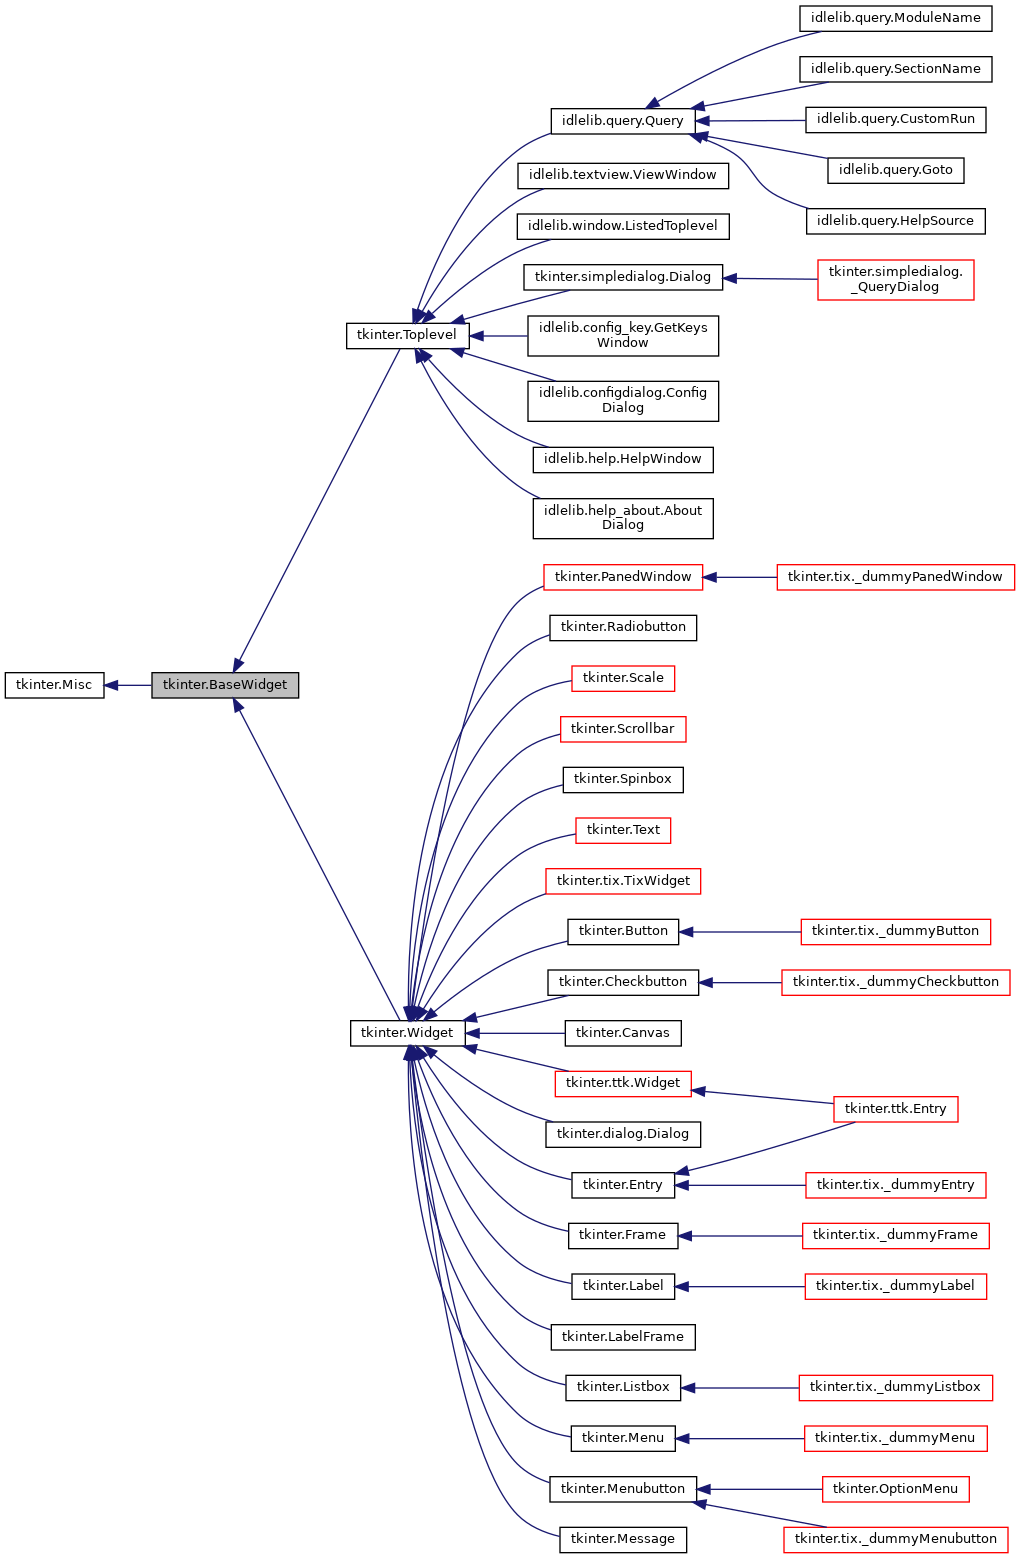 idlelib.query.ModuleName
idlelib.query.SectionName
idlelib.query.Query
idlelib.query.CustomRun
idlelib.query.Goto
idlelib.textview.ViewWindow
idlelib.query.HelpSource
idlelib.window.ListedToplevel
tkinter.simpledialog.Dialog
tkinter.simpledialog.
_QueryDialog
tkinter.Toplevel
idlelib.config_key.GetKeys
Window
idlelib.configdialog.Config
Dialog
idlelib.help.HelpWindow
idlelib.help_about.About
Dialog
tkinter.PanedWindow
tkinter.tix._dummyPanedWindow
tkinter.Radiobutton
tkinter.Misc
tkinter.BaseWidget
tkinter.Scale
tkinter.Scrollbar
tkinter.Spinbox
tkinter.Text
tkinter.tix.TixWidget
tkinter.Button
tkinter.tix._dummyButton
tkinter.Checkbutton
tkinter.tix._dummyCheckbutton
tkinter.Widget
tkinter.Canvas
tkinter.ttk.Widget
tkinter.ttk.Entry
tkinter.dialog.Dialog
tkinter.Entry
tkinter.tix._dummyEntry
tkinter.Frame
tkinter.tix._dummyFrame
tkinter.Label
tkinter.tix._dummyLabel
tkinter.LabelFrame
tkinter.Listbox
tkinter.tix._dummyListbox
tkinter.Menu
tkinter.tix._dummyMenu
tkinter.Menubutton
tkinter.OptionMenu
tkinter.Message
tkinter.tix._dummyMenubutton